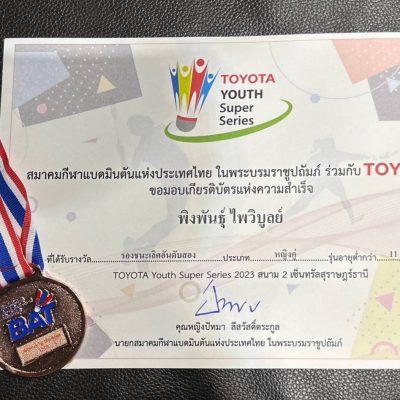 TOYOTA
YOUTH
Super
Series
สมาคมกีฬาแบดมินตันแห่งประเทศไทย ในพระบรมราชูปถัมภ์ ร่วมกับ TOYO
ขอมอบเกียรติบัตรแห่งความสำเร็จ
พิงพันธุ์ ไพวิบูลย์
ที่ได้รับรางวัล รองชนะเลิศอันดับสอง ประเภท หญิงคู่ รุ่นอายุต่ำกว่า 11
TOYOTA Youth Super Series 2023 สนาม 2 เซ็นทรัลสุราษฎร์ธานี
คุณหญิงปัทมา ลีสวัสดิ์ตระกูล
นายกสมาคมกีฬาแบดมินตันแห่งประเทศไทย ในพระบรมราชูปถัมภ์
BAT